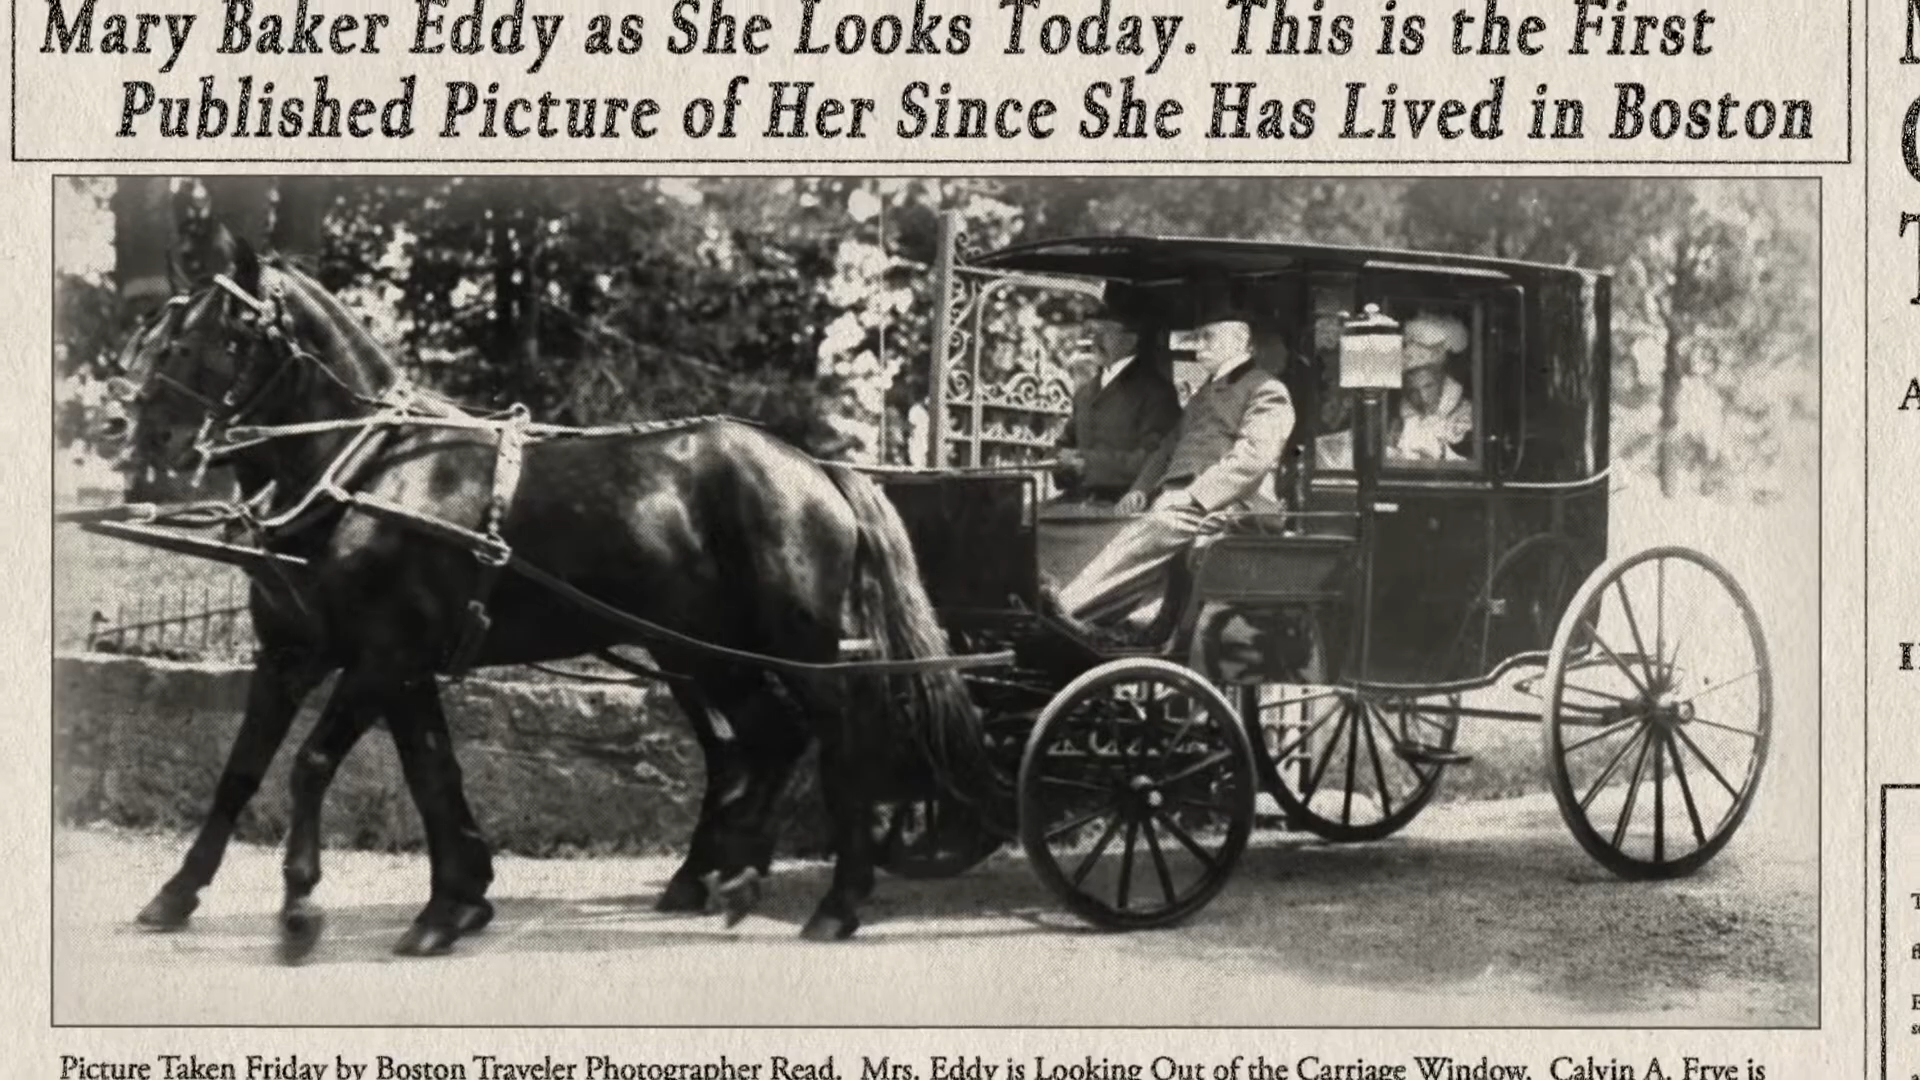 Mary Baker Eddy as She Looks Today. This is the First
Published Picture of Her Since She Has Lived in Boston
Picture Taken Friday by Boston Traveler Photographer Read. Mrs. Eddy is Looking Out of the Carriage Window. Calvin A. Frye is